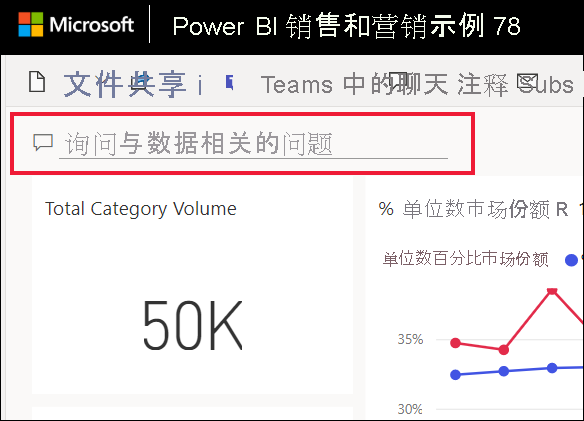 Microsoft Power BI 销售和营销示例 78
文件共享 i Teams 中的聊天 注释 Subs
询问与数据相关的问题
Total Category Volume
50K
% 单位数市场份额 R 1
单位数百分比市场份额
35%
30%